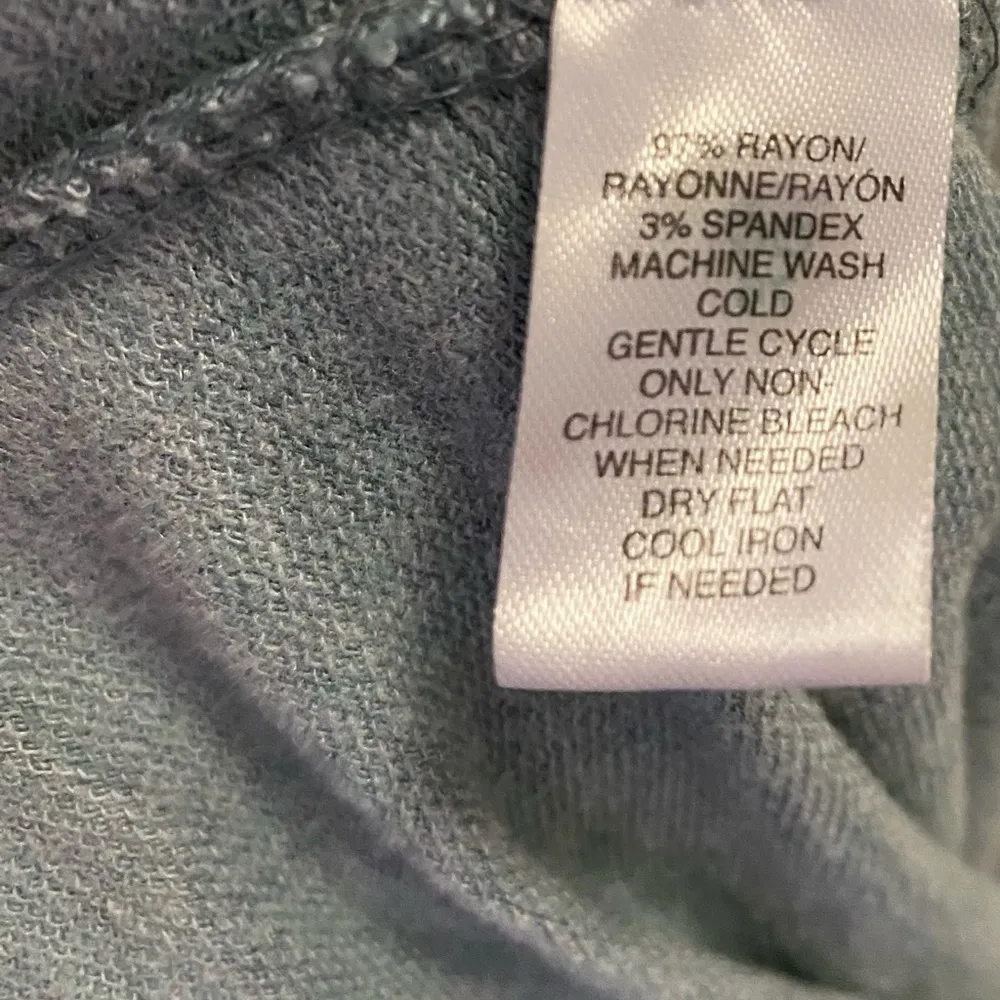 97% RAYON/
RAYONNE/RAYÓN
3% SPANDEX
MACHINE WASH
COLD
GENTLE CYCLE
ONLY NON-
CHLORINE BLEACH
WHEN NEEDED
DRY FLAT
COOL IRON
IF NEEDED